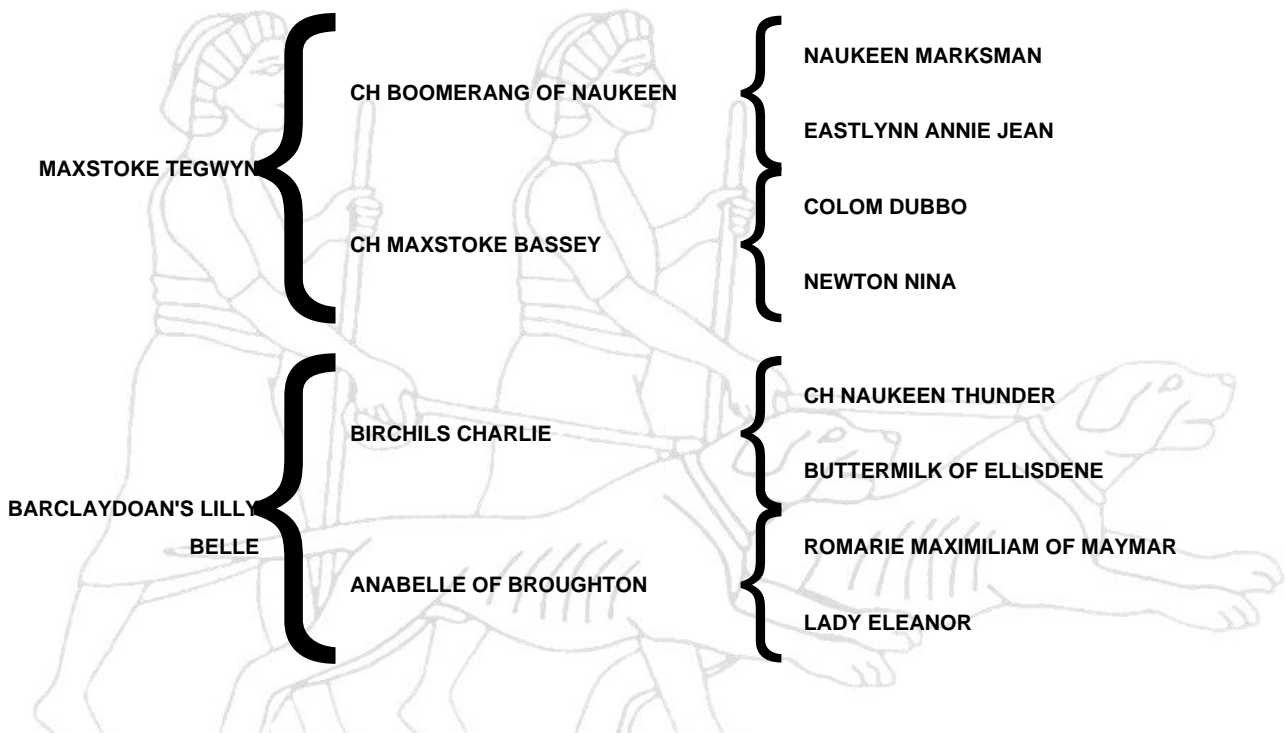 NAUKEEN MARKSMAN
CH BOOMERANG OF NAUKEEN
EASTLYNN ANNIE JEAN
MAXSTOKE TEGWYN
COLOM DUBBO
CH MAXSTOKE BASSEY
NEWTON NINA
CH NAUKEEN THUNDER
BIRCHILS CHARLIE
BUTTERMILK OF ELLISDENE
BARCLAYDOAN'S LILLY
BELLE
ROMARIE MAXIMILIAM OF MAYMAR
ANABELLE OF BROUGHTON
LADY ELEANOR